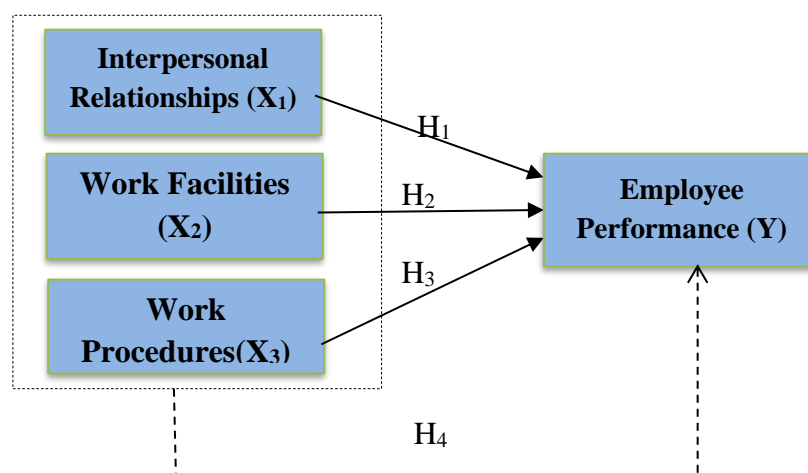 Interpersonal
Relationships (X₁)
H₁
Work Facilities
(X₂)
H₂
Employee
Performance (Y)
H₃
Work
Procedures(X₃)
H₄